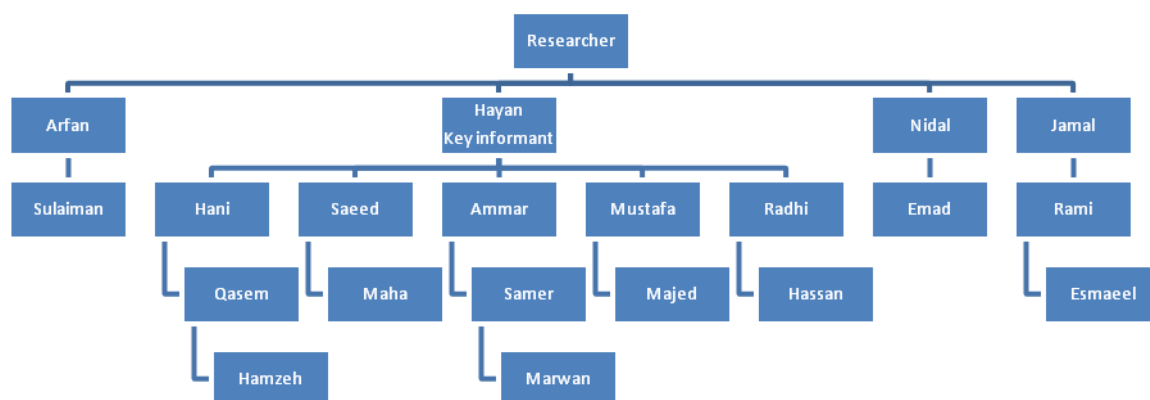 Researcher
Arfan
Hayan
Key informant
Nidal
Jamal
Sulaiman
Hani
Saeed
Ammar
Mustafa
Radhi
Emad
Rami
Qasem
Maha
Samer
Majed
Hassan
Esmaeel
Hamzeh
Marwan